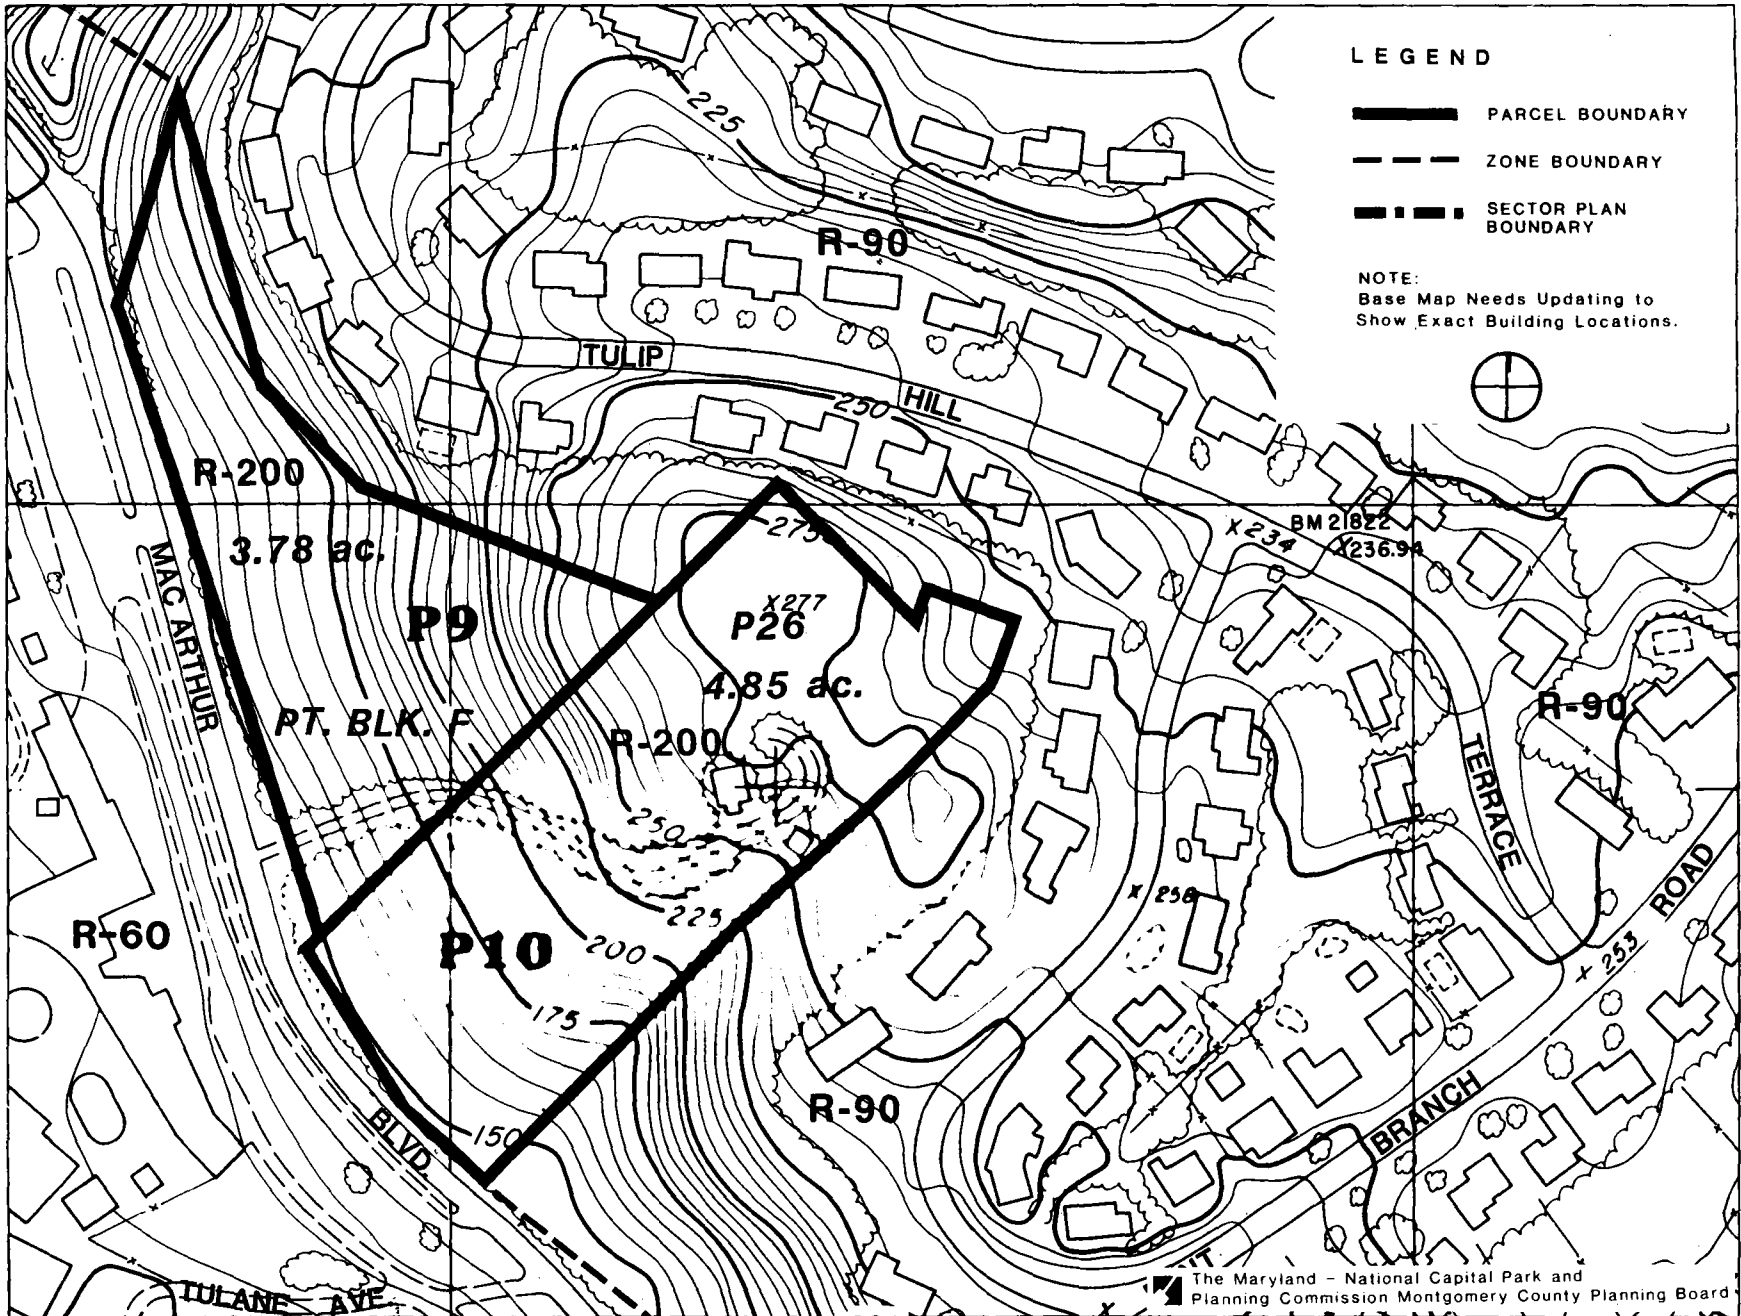 LEGEND
PARCEL BOUNDARY
ZONE BOUNDARY
SECTOR PLAN
BOUNDARY
NOTE:
Base Map Needs Updating to
Show Exact Building Locations.
225
R-90
TULIP
HILL
250
R-200
3.78 ac.
275
BM 21822
X 234
X236.94
MAC ARTHUR
P9
X277
P26
4.85 ac.
PT. BLK. F
R-200
R-90
TERRACE
250
ROAD
X 258
225
R-60
P10
200
X 253
175
R-90
BLVD.
150
BRANCH
TULANE AVE.
The Maryland - National Capital Park and
Planning Commission Montgomery County Planning Board